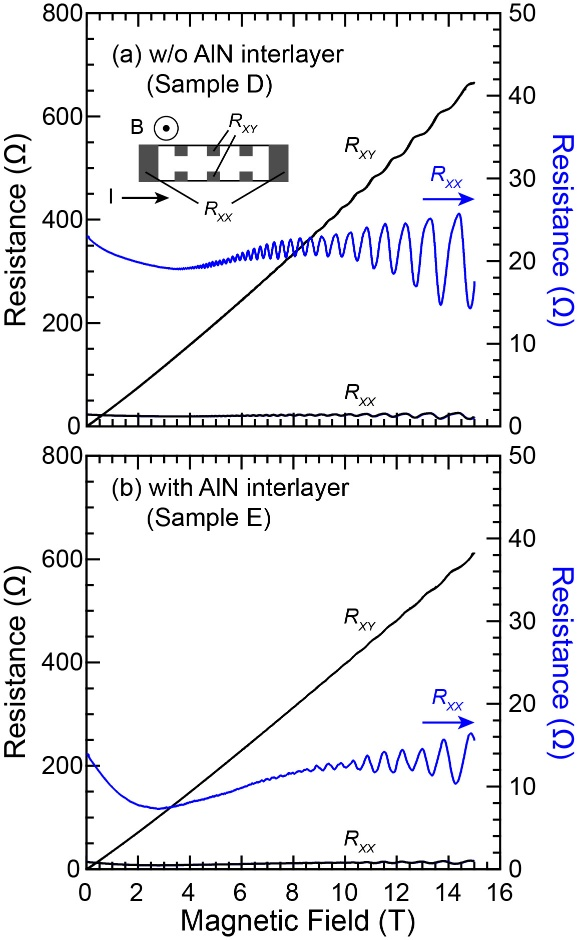 800
50
(a) w/o AlN interlayer
(Sample D)
600
40
B
R_XY
R_XY
30
R_XX
I
R_XX
400
20
200
10
R_XX
0
0
Resistance (Ω)
Resistance (Ω)
800
50
(b) with AlN interlayer
(Sample E)
40
600
R_XY
30
400
R_XX
20
200
10
R_XX
0
0
Resistance (Ω)
Resistance (Ω)
0 2 4 6 8 10 12 14 16
Magnetic Field (T)